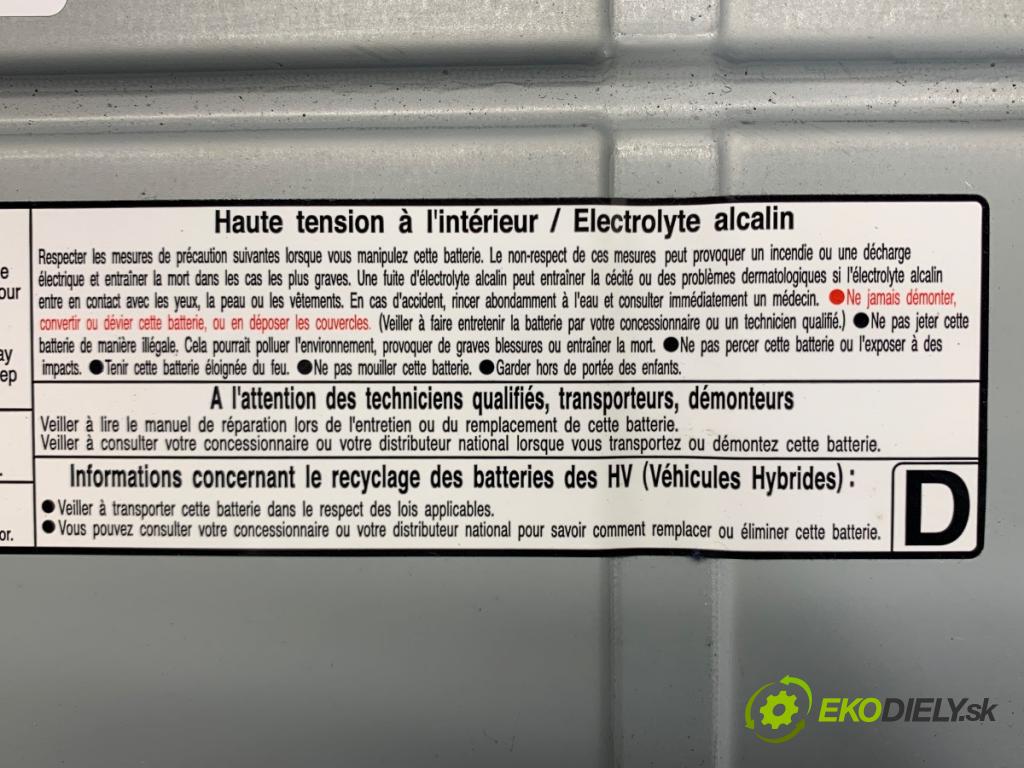 Haute tension à l'intérieur / Electrolyte alcalin
Respecter les mesures de précaution suivantes lorsque vous manipulez cette batterie. Le non-respect de ces mesures peut provoquer un incendie ou une décharge
électrique et entraîner la mort dans les cas les plus graves. Une fuite d'électrolyte alcalin peut entraîner la cécité ou des problèmes dermatologiques si l'électrolyte alcalin
entre en contact avec les yeux, la peau ou les vêtements. En cas d'accident, rincer abondamment à l'eau et consulter immédiatement un médecin. ●Ne jamais démonter,
convertir ou dévier cette batterie, ou en déposer les couvercles. (Veiller à faire entretenir la batterie par votre concessionnaire ou un technicien qualifié.) ●Ne pas jeter cette
batterie de manière illégale. Cela pourrait polluer l'environnement, provoquer de graves blessures ou entraîner la mort. ●Ne pas percer cette batterie ou l'exposer à des
impacts. ●Tenir cette batterie éloignée du feu. ●Ne pas mouiller cette batterie. ●Garder hors de portée des enfants.
A l'attention des techniciens qualifiés, transporteurs, démonteurs
Veiller à lire le manuel de réparation lors de l'entretien ou du remplacement de cette batterie.
Veiller à consulter votre concessionnaire ou votre distributeur national lorsque vous transportez ou démontez cette batterie.
Informations concernant le recyclage des batteries des HV (Véhicules Hybrides) :
●Veiller à transporter cette batterie dans le respect des lois applicables.
●Vous pouvez consulter votre concessionnaire ou votre distributeur national pour savoir comment remplacer ou éliminer cette batterie.
D
EKODIELY.sk